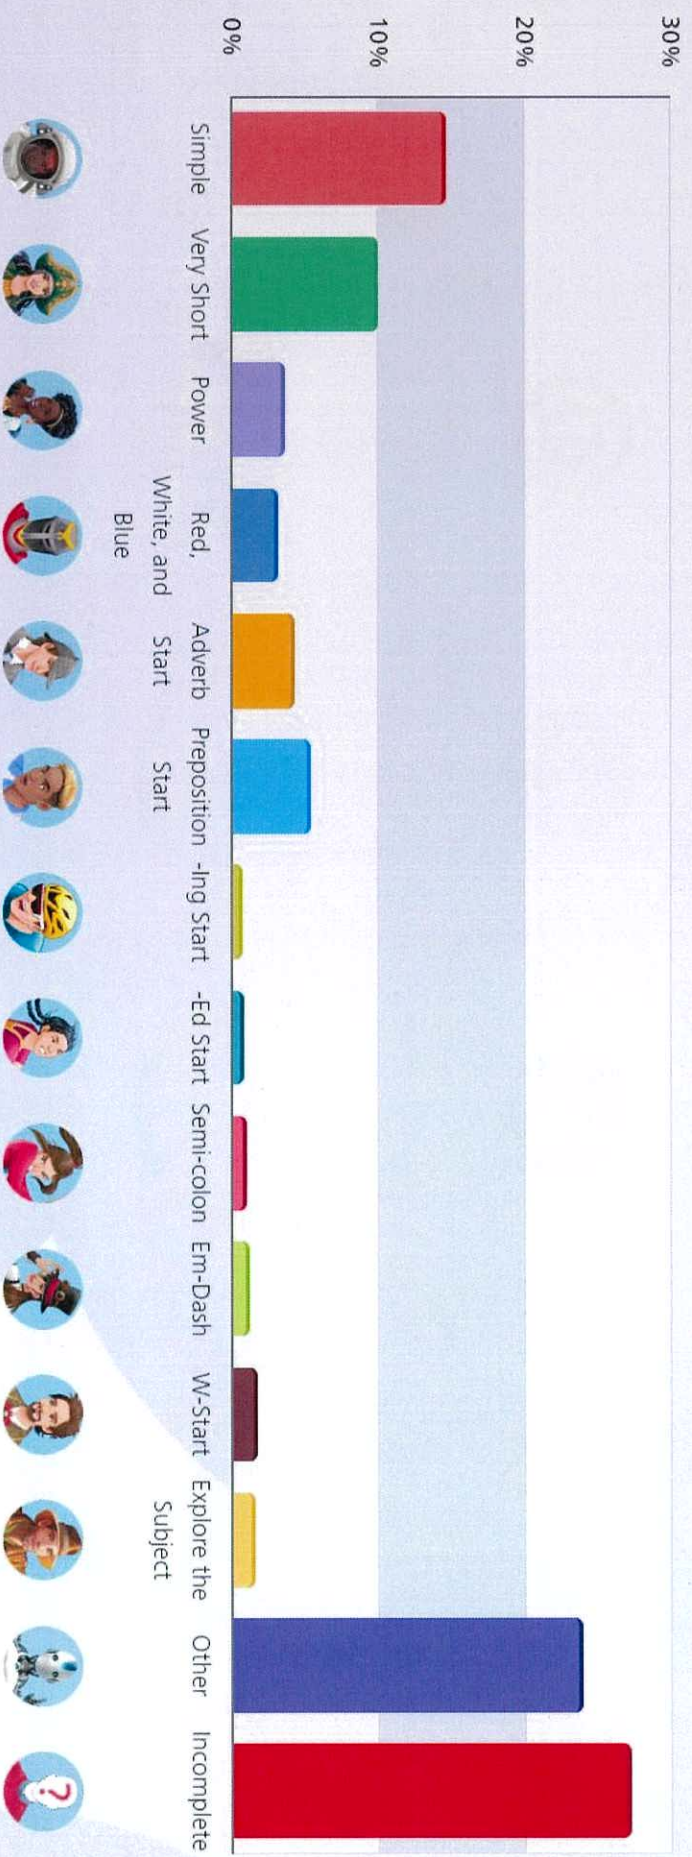 30%
20%
10%
0%
Simple
Very Short
Power
Red,
White, and
Blue
Adverb
Start
Preposition
Start
-Ing Start
-Ed Start
Semi-colon
Em-Dash
W-Start
Explore the
Subject
Other
Incomplete
?